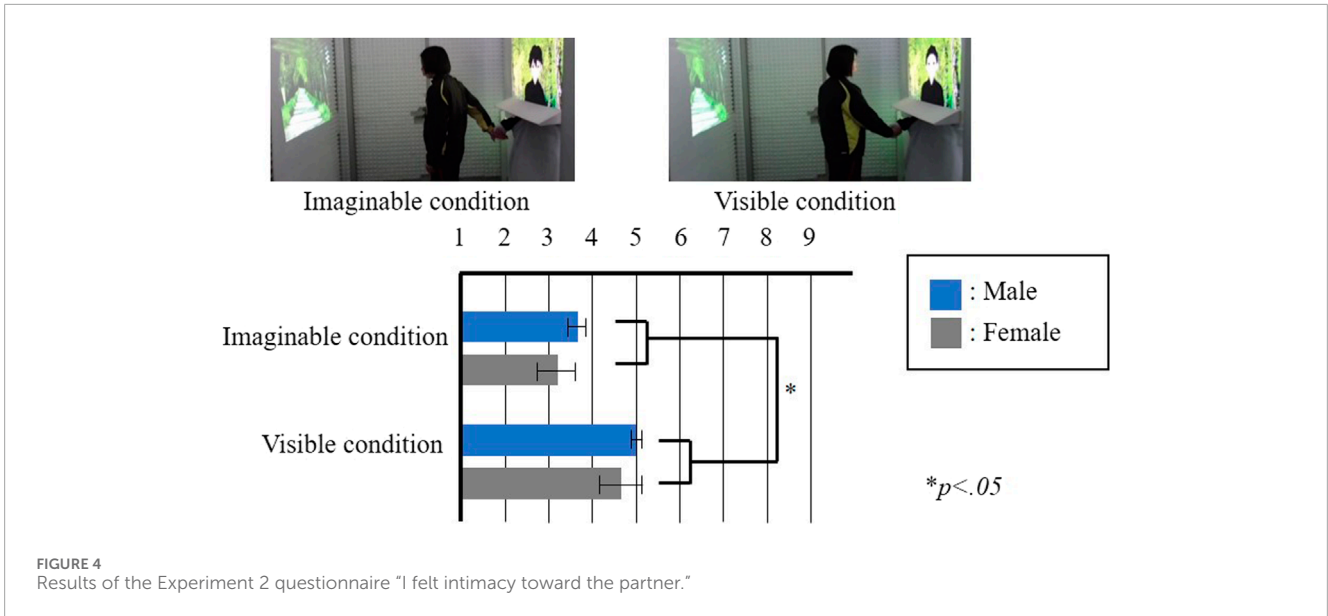 Imaginable condition
Visible condition
1 2 3 4 5 6 7 8 9
: Male
: Female
Imaginable condition
*
Visible condition
*p<.05
FIGURE 4
Results of the Experiment 2 questionnaire “I felt intimacy toward the partner.”